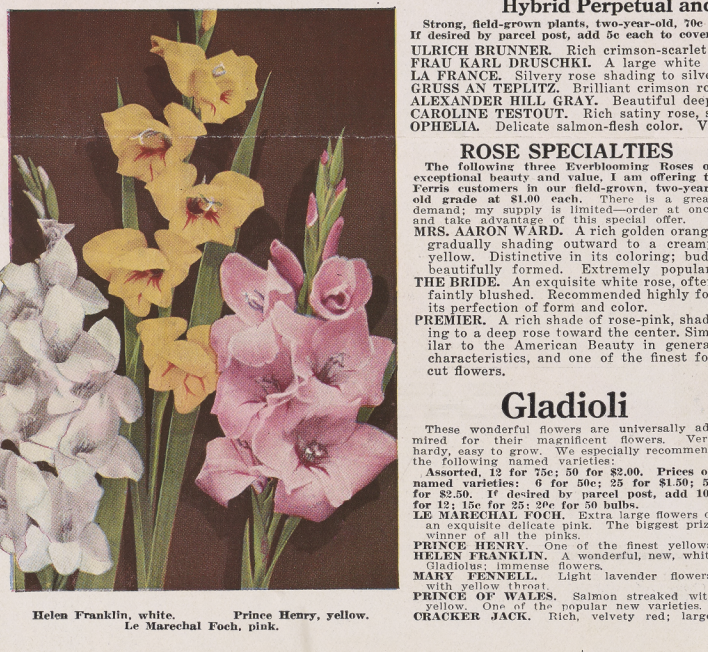 Hybrid Perpetual and
Strong, field-grown plants, two-year-old, 70c
If desired by parcel post, add 5c each to cover
ULRICH BRUNNER. Rich crimson-scarlet
FRAU KARL DRUSCHKI. A large white
LA FRANCE. Silvery rose shading to silve
GRUSS AN TEPLITZ. Brilliant crimson ro
ALEXANDER HILL GRAY. Beautiful deep
CAROLINE TESTOUT. Rich satiny rose, s
OPHELIA. Delicate salmon-flesh color. V
ROSE SPECIALTIES
The following three Everblooming Roses o
exceptional beauty and value, I am offering t
Ferris customers in our field-grown, two-year
old grade at $1.00 each. There is a grea
demand; my supply is limited—order at onc
and take advantage of this special offer.
MRS. AARON WARD. A rich golden orang
gradually shading outward to a cream
yellow. Distinctive in its coloring; bud
beautifully formed. Extremely popula
THE BRIDE. An exquisite white rose, ofte
faintly blushed. Recommended highly fo
its perfection of form and color.
PREMIER. A rich shade of rose-pink, shad
ing to a deep rose toward the center. Sim
ilar to the American Beauty in genera
characteristics, and one of the finest fo
cut flowers.
Gladioli
These wonderful flowers are universally ad
mired for their magnificent flowers. Ver
hardy, easy to grow. We especially recommen
the following named varieties:
Assorted, 12 for 75c; 50 for $2.00. Prices o
named varieties: 6 for 50c; 25 for $1.50; 5
for $2.50. If desired by parcel post, add 10
for 12; 15c for 25; 20c for 50 bulbs.
LE MARECHAL FOCH. Extra large flowers o
an exquisite delicate pink. The biggest priz
winner of all the pinks.
PRINCE HENRY. One of the finest yellows
HELEN FRANKLIN. A wonderful, new, whit
Gladiolus; immense flowers.
MARY FENNELL. Light lavender flowers
with yellow throat.
PRINCE OF WALES. Salmon streaked wit
yellow. One of the popular new varieties.
CRACKER JACK. Rich, velvety red; large
Helen Franklin, white. Prince Henry, yellow.
Le Marechal Foch, pink.